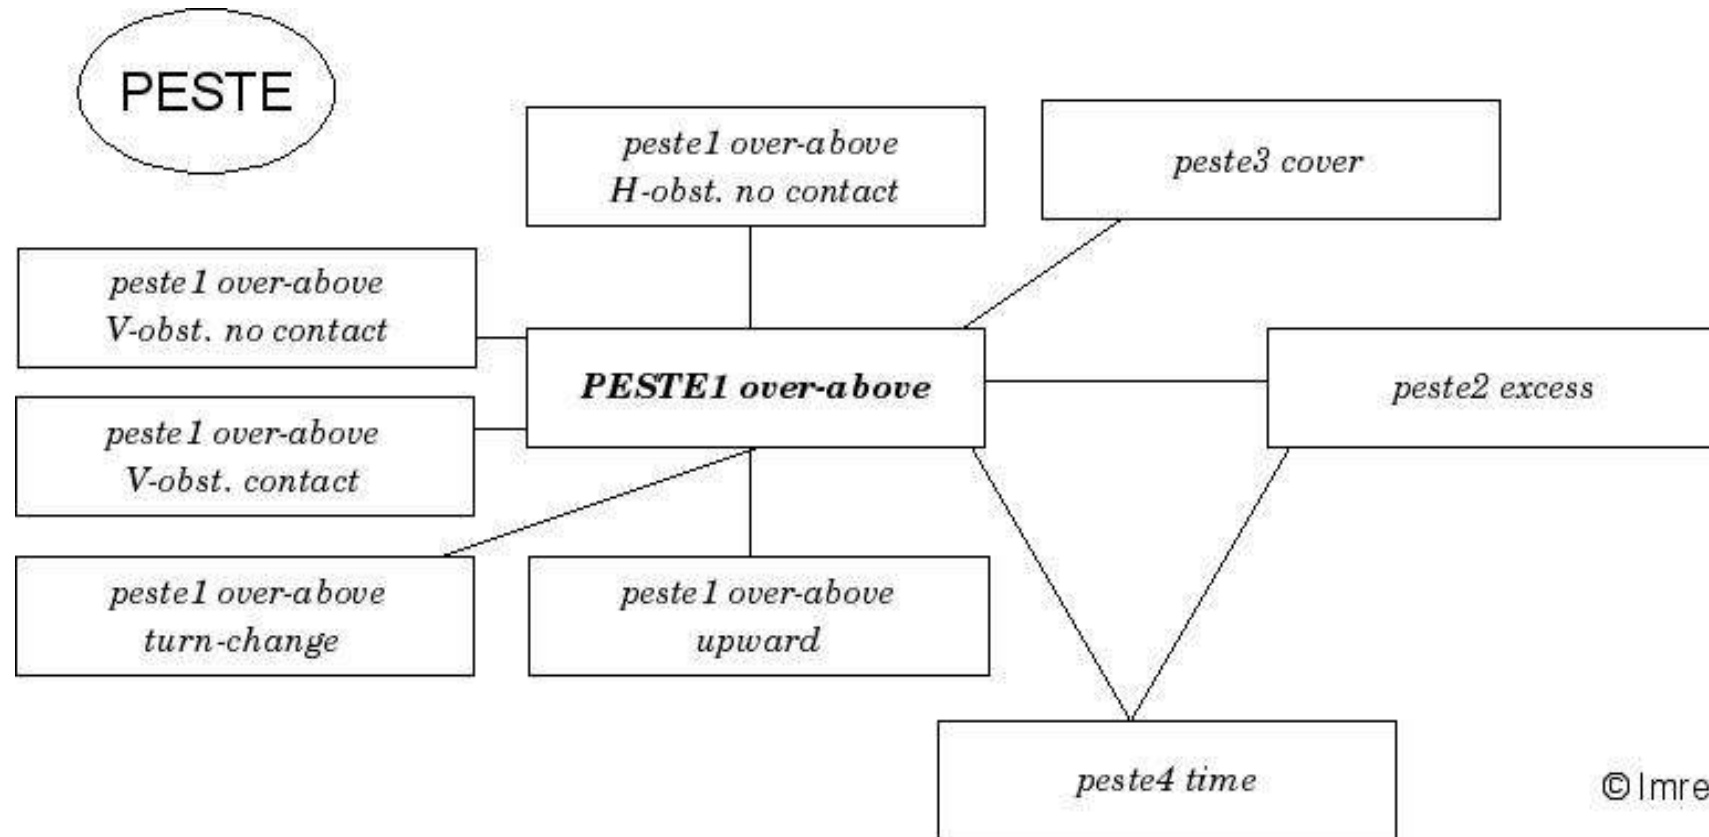 PESTE
peste1 over-above
H-obst. no contact
peste3 cover
peste1 over-above
V-obst. no contact
PESTE1 over-above
peste2 excess
peste1 over-above
V-obst. contact
peste1 over-above
turn-change
peste1 over-above
upward
peste4 time
© Imre